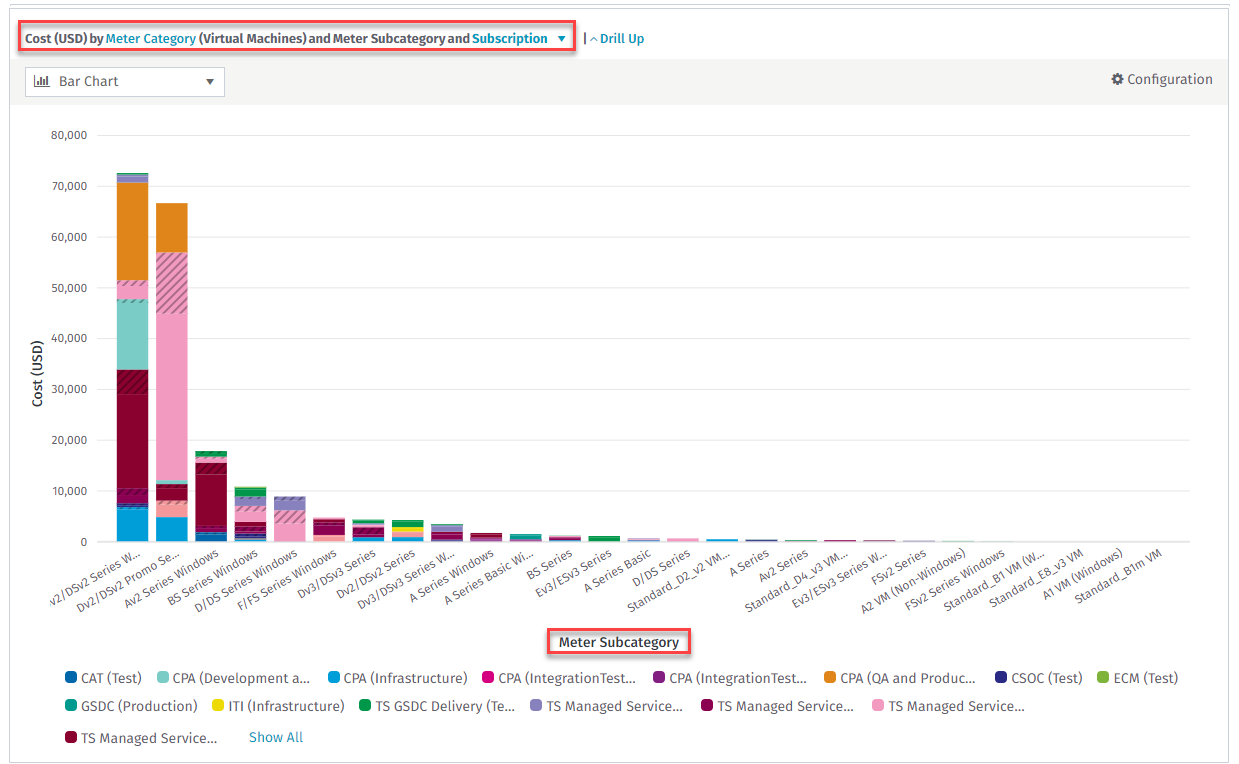 Cost (USD) by Meter Category (Virtual Machines) and Meter Subcategory and Subscription ▼ | Drill Up
Bar Chart ▼
Configuration
80,000
70,000
60,000
50,000
40,000
30,000
20,000
10,000
0
Cost (USD)
v2/DSv2 Series W...
Dv2/DSv2 Promo Se...
Av2 Series Windows
BS Series Windows
D/DS Series Windows
F/FS Series Windows
Dv3/DSv3 Series
Dv2/DSv2 Series
Dv3/DSv3 Series W...
A Series Windows
A Series Basic Wi...
BS Series
Ev3/ESv3 Series
A Series Basic
D/DS Series
Standard_D2_v2 VM...
A Series
Av2 Series
Standard_D4_v3 VM...
Ev3/ESv3 Series W...
FSv2 Series
A2 VM (Non-Windows)
FSv2 Series Windows
Standard_B1 VM (W...
Standard_E8_v3 VM
A1 VM (Windows)
Standard_B1m VM
Meter Subcategory
CAT (Test) CPA (Development a... CPA (Infrastructure) CPA (IntegrationTest... CPA (IntegrationTest... CPA (QA and Produc... CSOC (Test) ECM (Test)
GSDC (Production) ITI (Infrastructure) TS GSDC Delivery (Te... TS Managed Service... TS Managed Service... TS Managed Service...
TS Managed Service... Show All